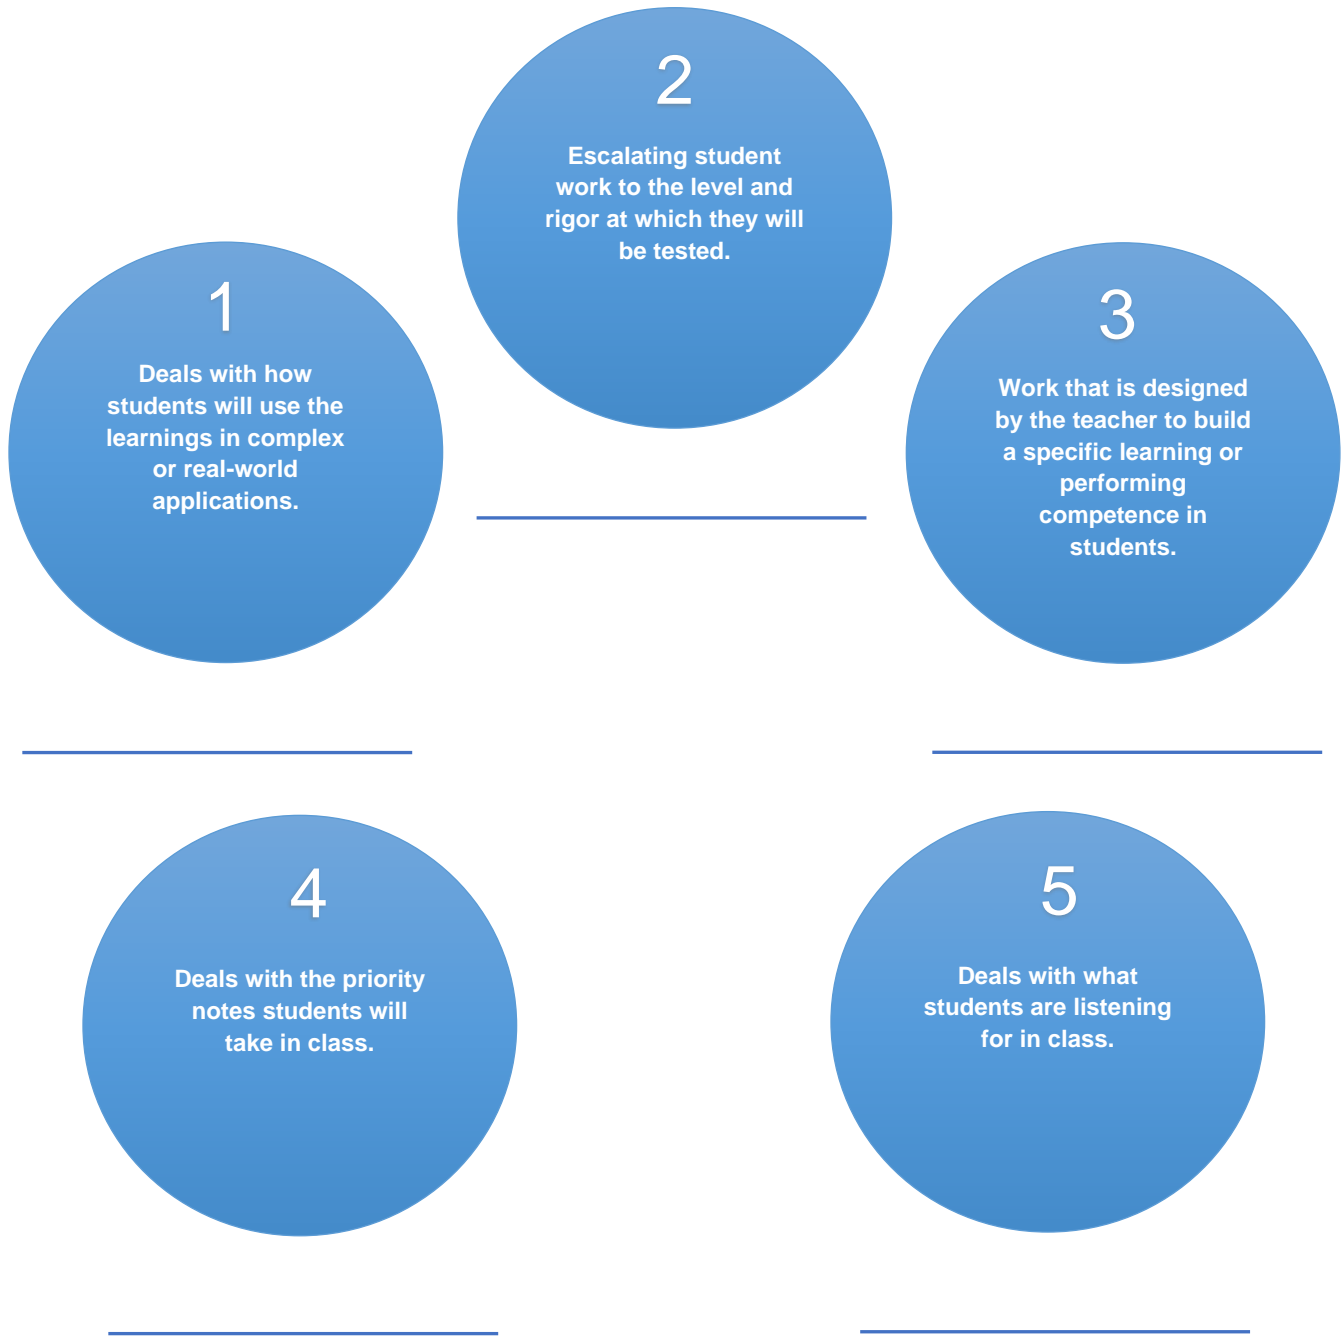 1
Deals with how
students will use the
learnings in complex
or real-world
applications.
2
Escalating student
work to the level and
rigor at which they will
be tested.
3
Work that is designed
by the teacher to build
a specific learning or
performing
competence in
students.
4
Deals with the priority
notes students will
take in class.
5
Deals with what
students are listening
for in class.